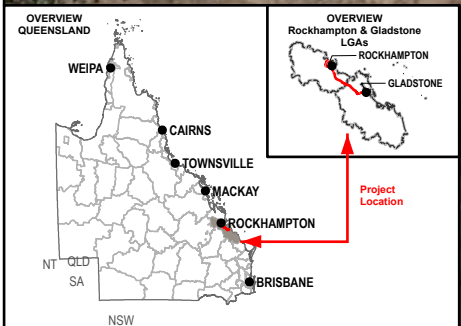 OVERVIEW
QUEENSLAND
WEIPA
CAIRNS
TOWNSVILLE
MACKAY
ROCKHAMPTON
BRISBANE
NT
QLD
SA
NSW
OVERVIEW
Rockhampton & Gladstone
LGAs
ROCKHAMPTON
GLADSTONE
Project
Location